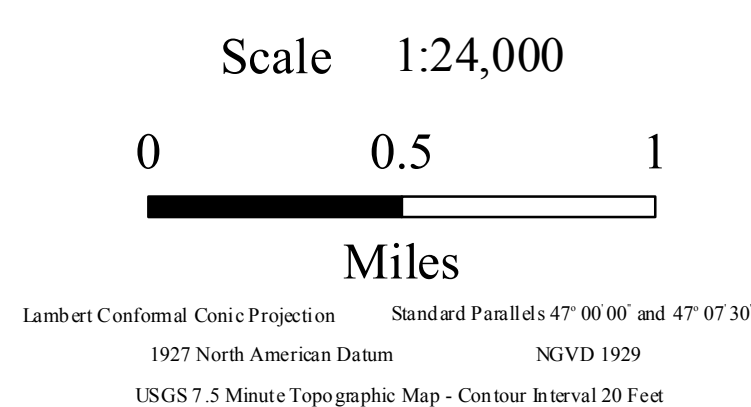 Scale 1:24,000
0 0.5 1
Miles
Lambert Conformal Conic Projection Standard Parallels 47° 00' 00" and 47° 07' 30"
1927 North American Datum NGVD 1929
USGS 7.5 Minute Topographic Map - Contour Interval 20 Feet